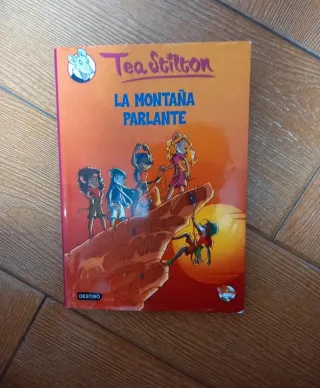 Tea Stilton
LA MONTAÑA
PARLANTE
DESTINO